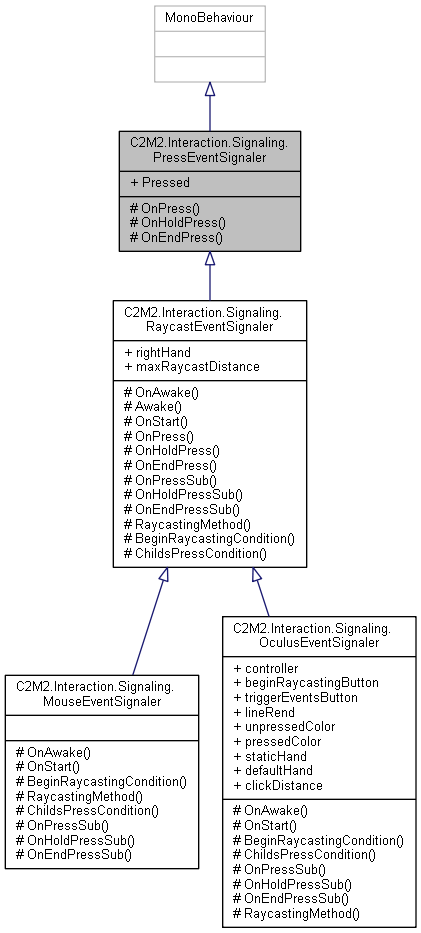 MonoBehaviour
C2M2.Interaction.Signaling.
PressEventSignaler
+ Pressed
# OnPress()
# OnHoldPress()
# OnEndPress()
C2M2.Interaction.Signaling.
RaycastEventSignaler
+ rightHand
+ maxRaycastDistance
# OnAwake()
# Awake()
# OnStart()
# OnPress()
# OnHoldPress()
# OnEndPress()
# OnPressSub()
# OnHoldPressSub()
# OnEndPressSub()
# RaycastingMethod()
# BeginRaycastingCondition()
# ChildsPressCondition()
C2M2.Interaction.Signaling.
MouseEventSignaler
# OnAwake()
# OnStart()
# BeginRaycastingCondition()
# RaycastingMethod()
# ChildsPressCondition()
# OnPressSub()
# OnHoldPressSub()
# OnEndPressSub()
C2M2.Interaction.Signaling.
OculusEventSignaler
+ controller
+ beginRaycastingButton
+ triggerEventsButton
+ lineRend
+ unpressedColor
+ pressedColor
+ staticHand
+ defaultHand
+ clickDistance
# OnAwake()
# OnStart()
# BeginRaycastingCondition()
# ChildsPressCondition()
# OnPressSub()
# OnHoldPressSub()
# OnEndPressSub()
# RaycastingMethod()